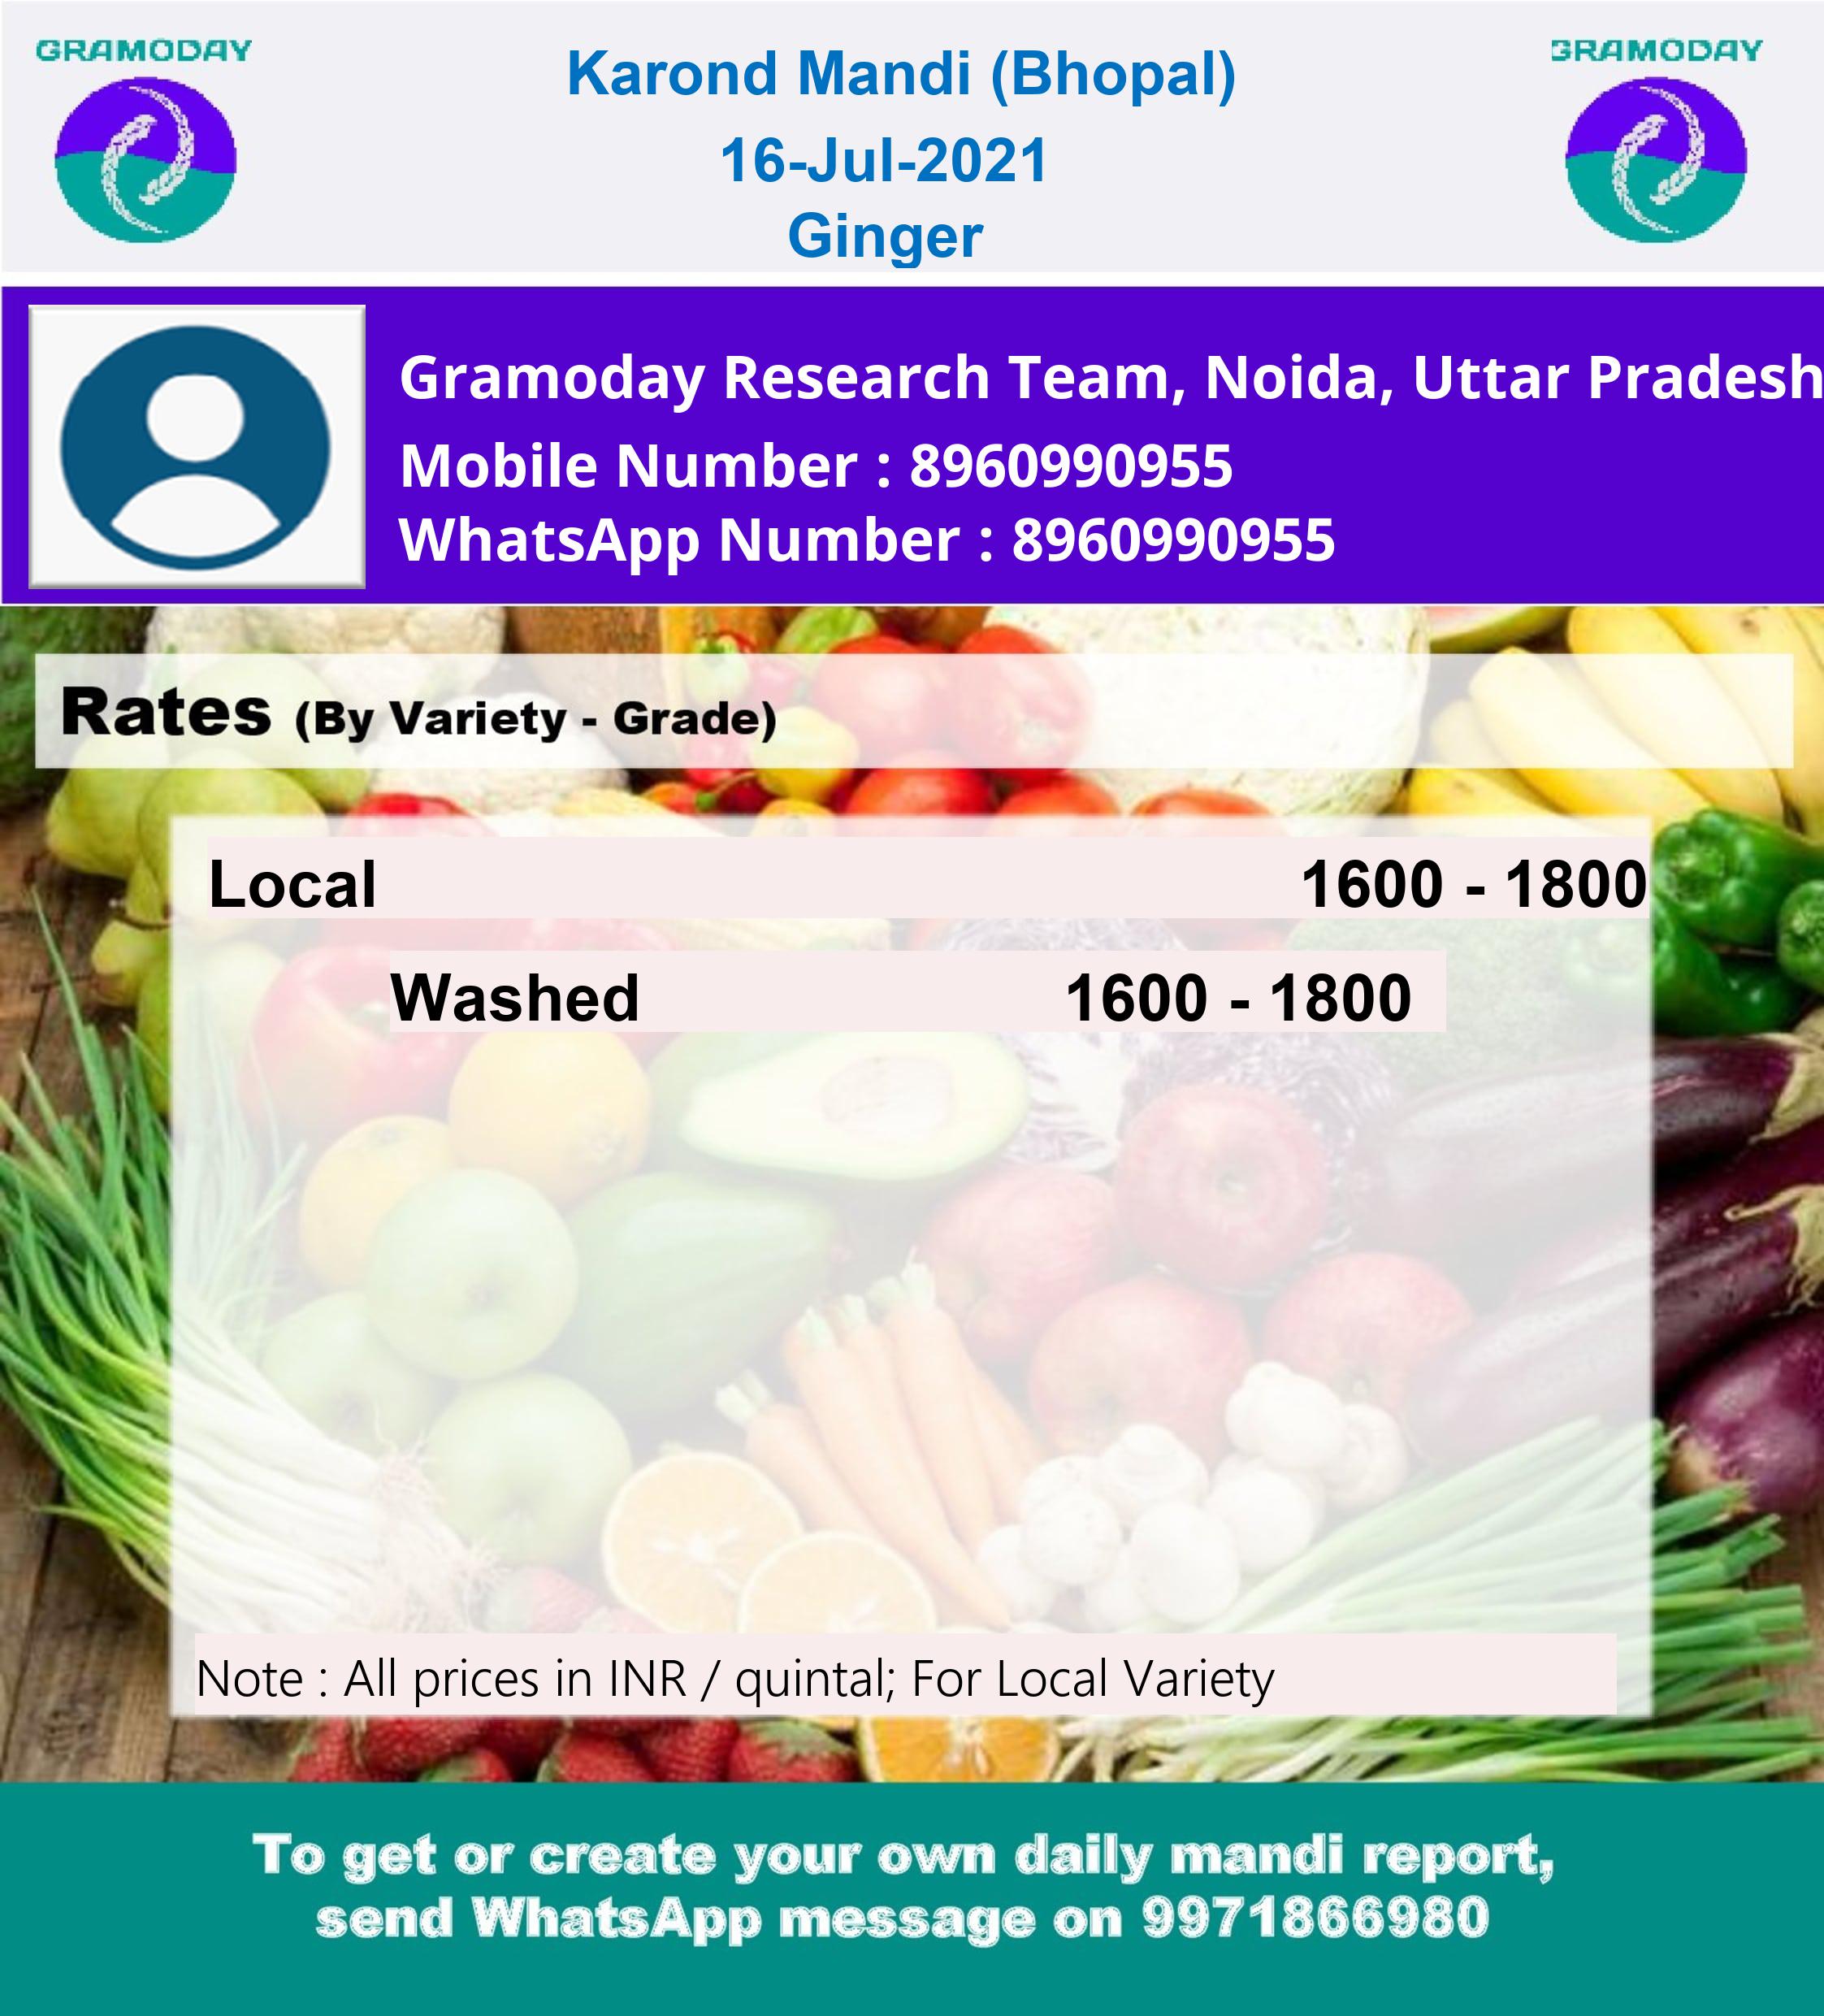 GRAMODAY
Karond Mandi (Bhopal)
GRAMODAY
16-Jul-2021
Ginger
Gramoday Research Team, Noida, Uttar Pradesh
Mobile Number : 8960990955
WhatsApp Number : 8960990955
Rates (By Variety - Grade)
Local 1600 - 1800
Washed 1600 - 1800
Note : All prices in INR / quintal; For Local Variety
To get or create your own daily mandi report,
send WhatsApp message on 9971866980